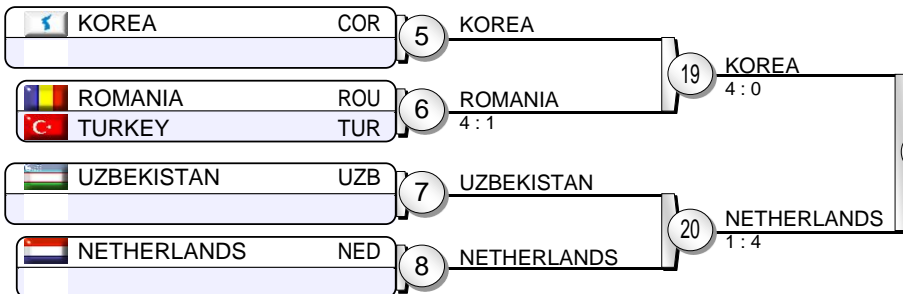 KOREA COR
5
KOREA
ROMANIA ROU
TURKEY TUR
6
ROMANIA
4 : 1
19
KOREA
4 : 0
UZBEKISTAN UZB
7
UZBEKISTAN
NETHERLANDS NED
8
NETHERLANDS
20
NETHERLANDS
1 : 4